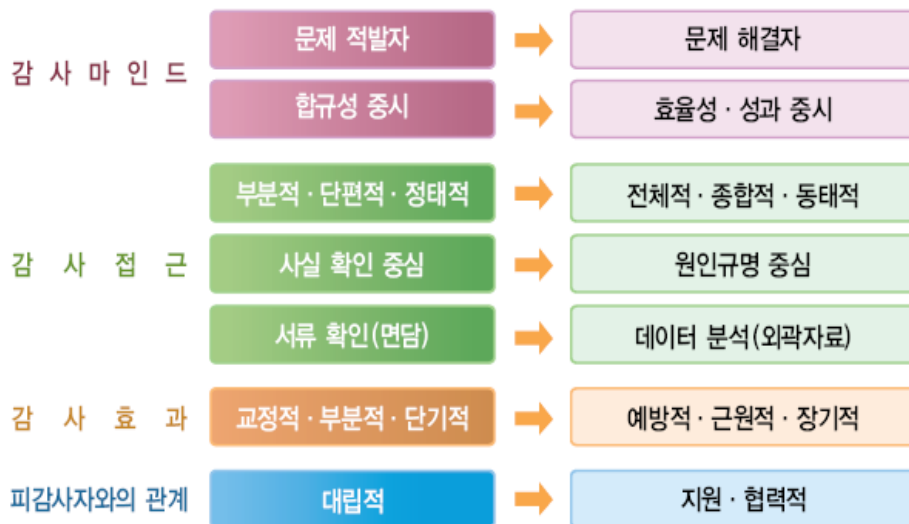 감사마인드
문제 적발자
문제 해결자
합규성 중시
효율성 · 성과 중시
감사접근
부분적 · 단편적 · 정태적
전체적 · 종합적 · 동태적
사실 확인 중심
원인규명 중심
서류 확인(면담)
데이터 분석(외곽자료)
감사효과
교정적 · 부분적 · 단기적
예방적 · 근원적 · 장기적
피감사자와의 관계
대립적
지원 · 협력적